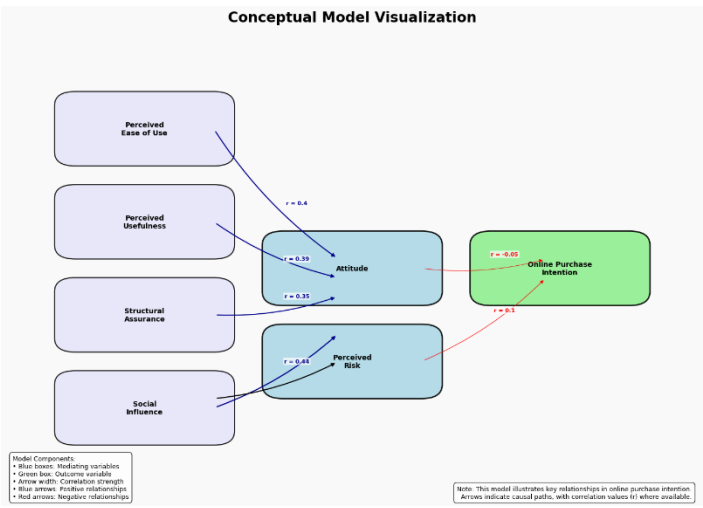 Conceptual Model Visualization
Perceived
Ease of Use
r = 0.4
Perceived
Usefulness
r = 0.39
Attitude
r = -0.05
Online Purchase
Intention
Structural
Assurance
r = 0.35
r = 0.1
r = 0.44
Perceived
Risk
Social
Influence
Model Components:
• Blue boxes: Mediating variables
• Green box: Outcome variable
• Arrow width: Correlation strength
• Blue arrows: Positive relationships
• Red arrows: Negative relationships
Note: This model illustrates key relationships in online purchase intention.
Arrows indicate causal paths, with correlation values (r) where available.